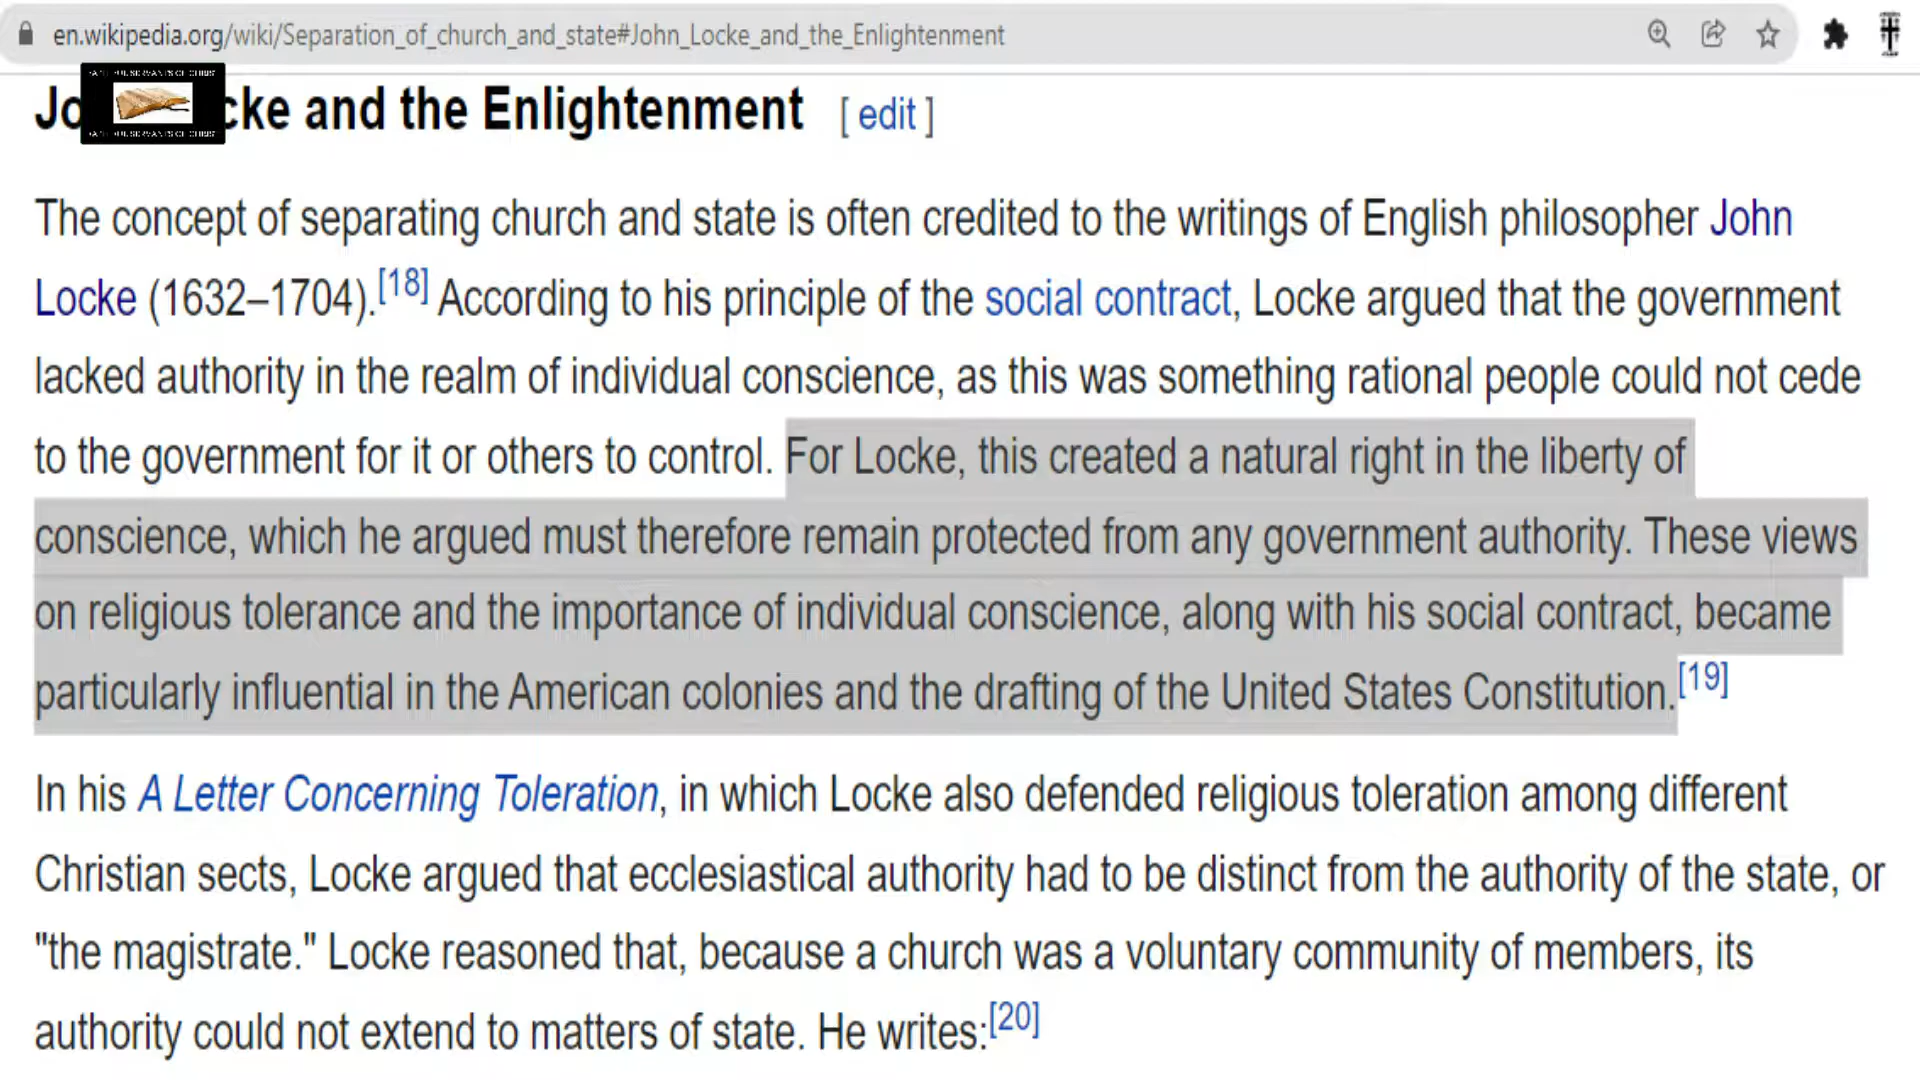 en.wikipedia.org/wiki/Separation_of_church_and_state#John_Locke_and_the_Enlightenment
FAITHFUL SERVANTS OF CHRIST
Jo cke and the Enlightenment [ edit ]
FAITHFUL SERVANTS OF CHRIST
The concept of separating church and state is often credited to the writings of English philosopher John
Locke (1632–1704).[18] According to his principle of the social contract, Locke argued that the government
lacked authority in the realm of individual conscience, as this was something rational people could not cede
to the government for it or others to control. For Locke, this created a natural right in the liberty of
conscience, which he argued must therefore remain protected from any government authority. These views
on religious tolerance and the importance of individual conscience, along with his social contract, became
particularly influential in the American colonies and the drafting of the United States Constitution.[19]
In his A Letter Concerning Toleration, in which Locke also defended religious toleration among different
Christian sects, Locke argued that ecclesiastical authority had to be distinct from the authority of the state, or
"the magistrate." Locke reasoned that, because a church was a voluntary community of members, its
authority could not extend to matters of state. He writes:[20]